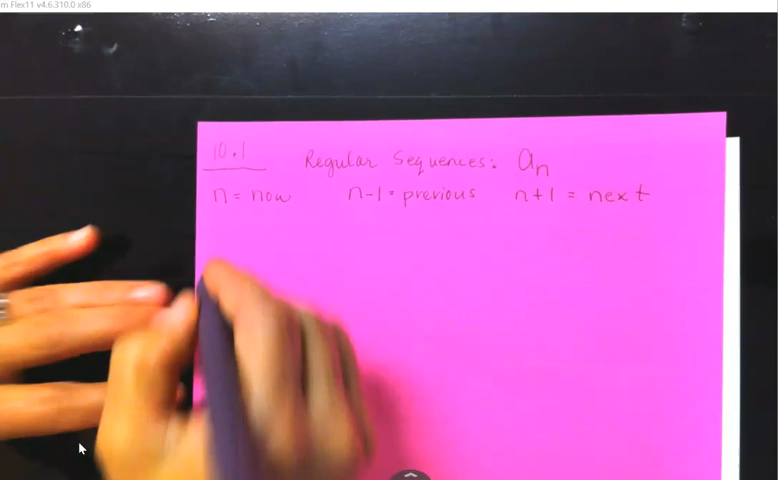 m Flex11 v4.6.310.0 x86
10.1 Regular Sequences: an
n = now n-1 = previous n+1 = next